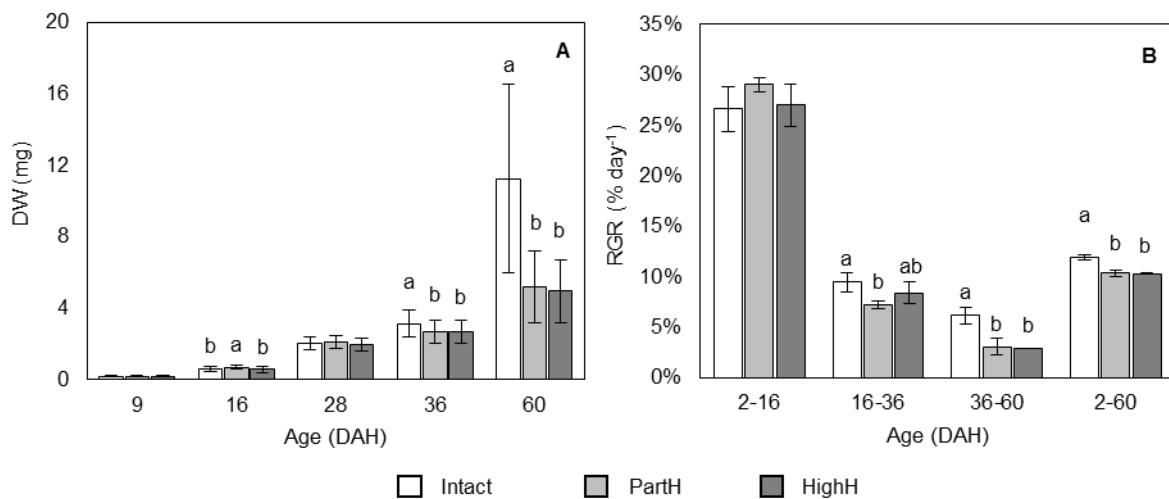 A
DW (mg)
20
16
12
8
4
0
a
b b
a
b b
b a b
9 16 28 36 60
Age (DAH)
B
RGR (% day-1)
35%
30%
25%
20%
15%
10%
5%
0%
a b ab
a b b
a b b
2-16 16-36 36-60 2-60
Age (DAH)
Intact PartH HighH